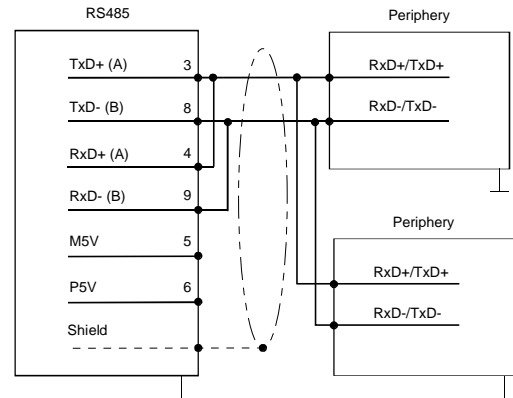 RS485
Periphery
TxD+ (A) 3
RxD+/TxD+
TxD- (B) 8
RxD-/TxD-
RxD+ (A) 4
RxD- (B) 9
Periphery
M5V 5
RxD+/TxD+
P5V 6
RxD-/TxD-
Shield